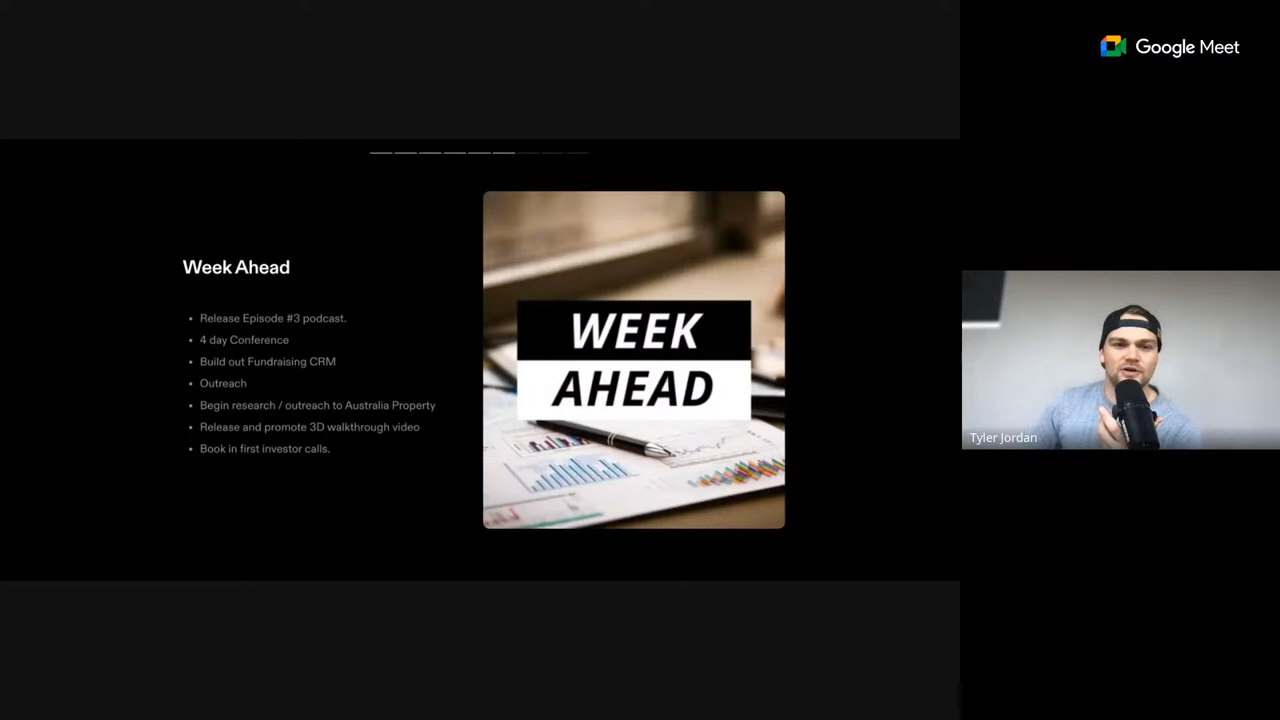 Google Meet
Week Ahead
• Release Episode #3 podcast.
• 4 day Conference
• Build out Fundraising CRM
• Outreach
• Begin research / outreach to Australia Property
• Release and promote 3D walkthrough video
• Book in first investor calls.
WEEK
AHEAD
Tyler Jordan